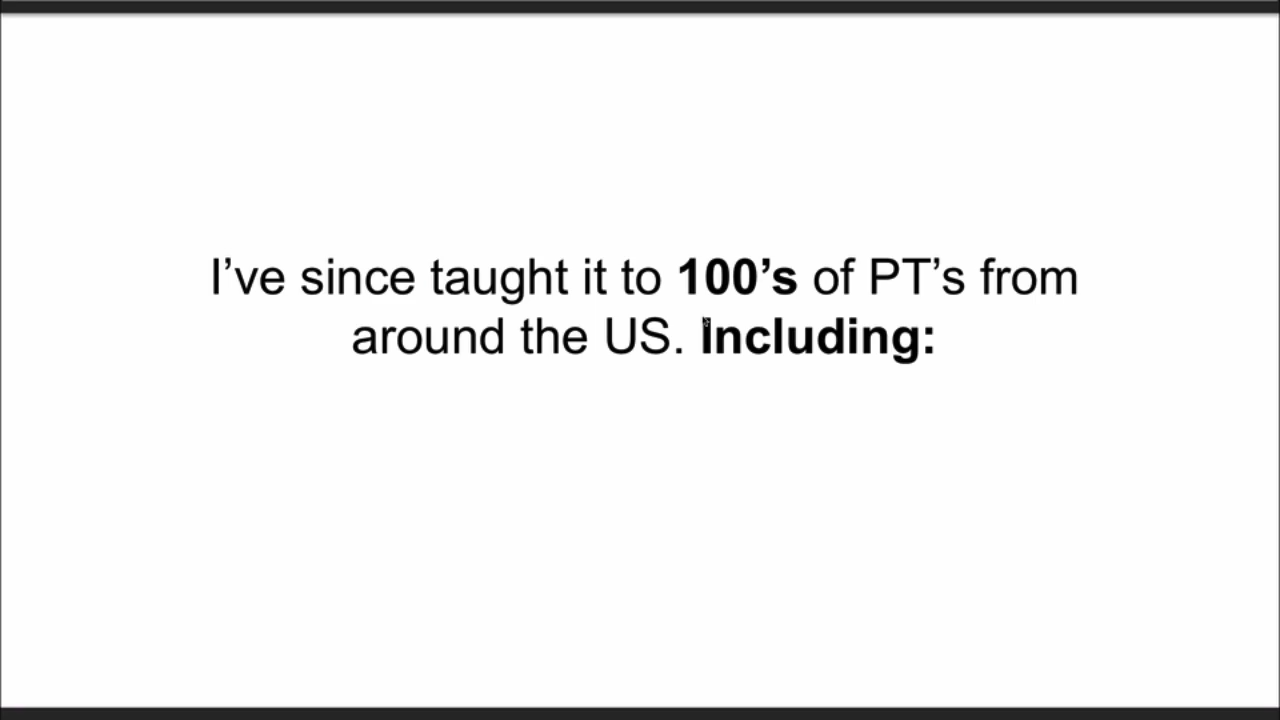 I’ve since taught it to 100’s of PT’s from
around the US. Including: